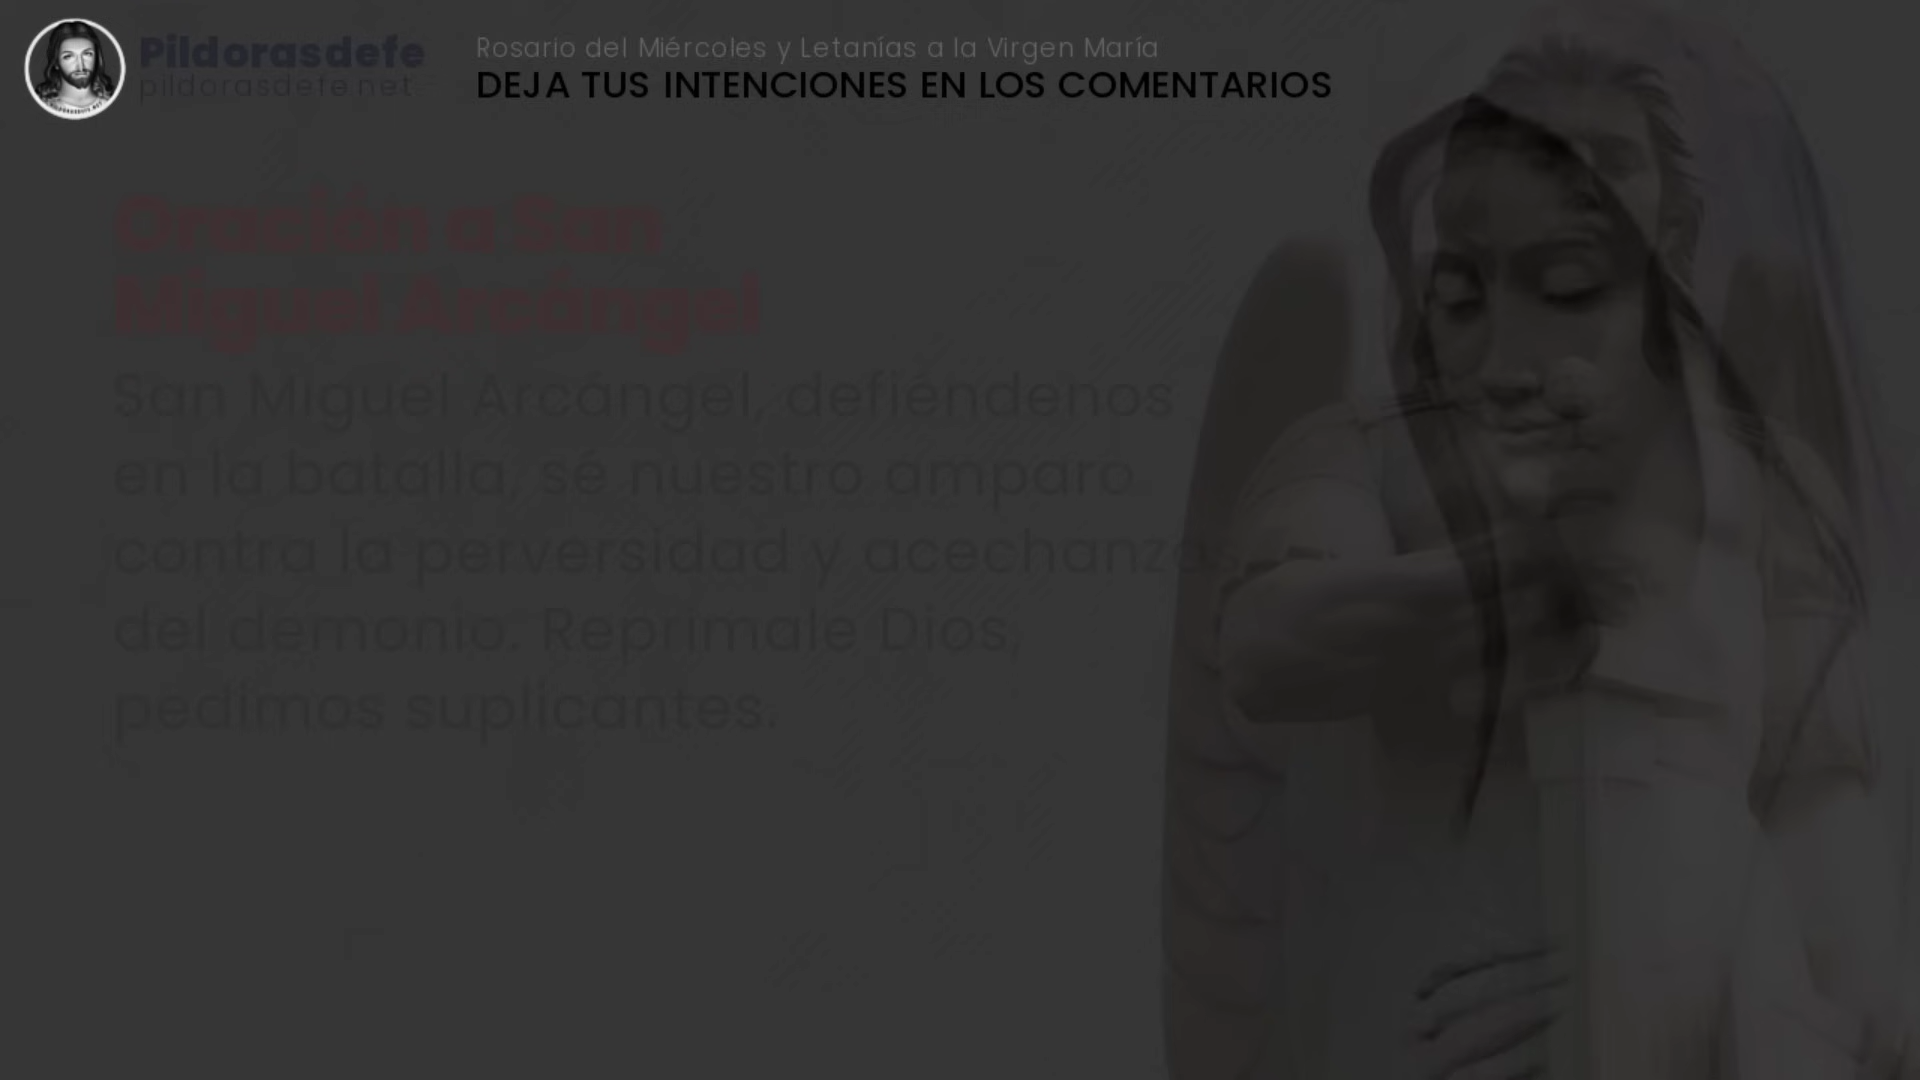 Pildorasdefe
pildorasdefe.net
Rosario del Miércoles y Letanías a la Virgen María
DEJA TUS INTENCIONES EN LOS COMENTARIOS
Oración a San
Miguel Arcángel
San Miguel Arcángel, defiéndenos
en la batalla, sé nuestro amparo
contra la perversidad y acechanzas
del demonio. Reprimale Dios,
pedimos suplicantes.